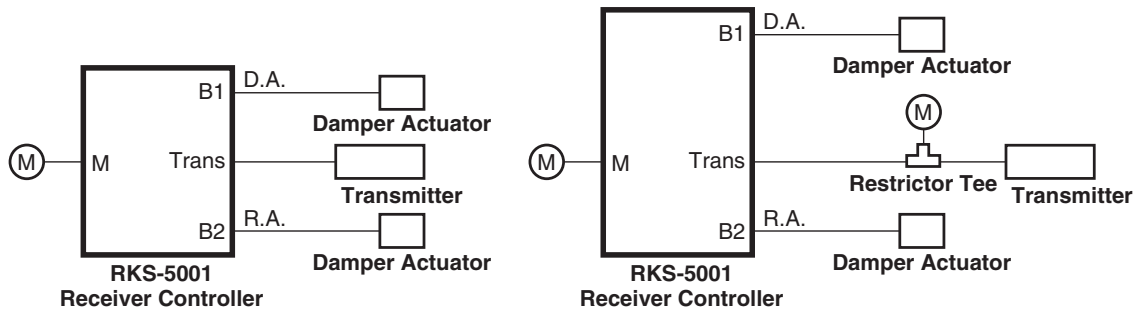 M
M
B1
D.A.
Damper Actuator
Trans
Transmitter
B2
R.A.
Damper Actuator
RKS-5001
Receiver Controller
M
M
B1
D.A.
Damper Actuator
M
Trans
Restrictor Tee
Transmitter
B2
R.A.
Damper Actuator
RKS-5001
Receiver Controller